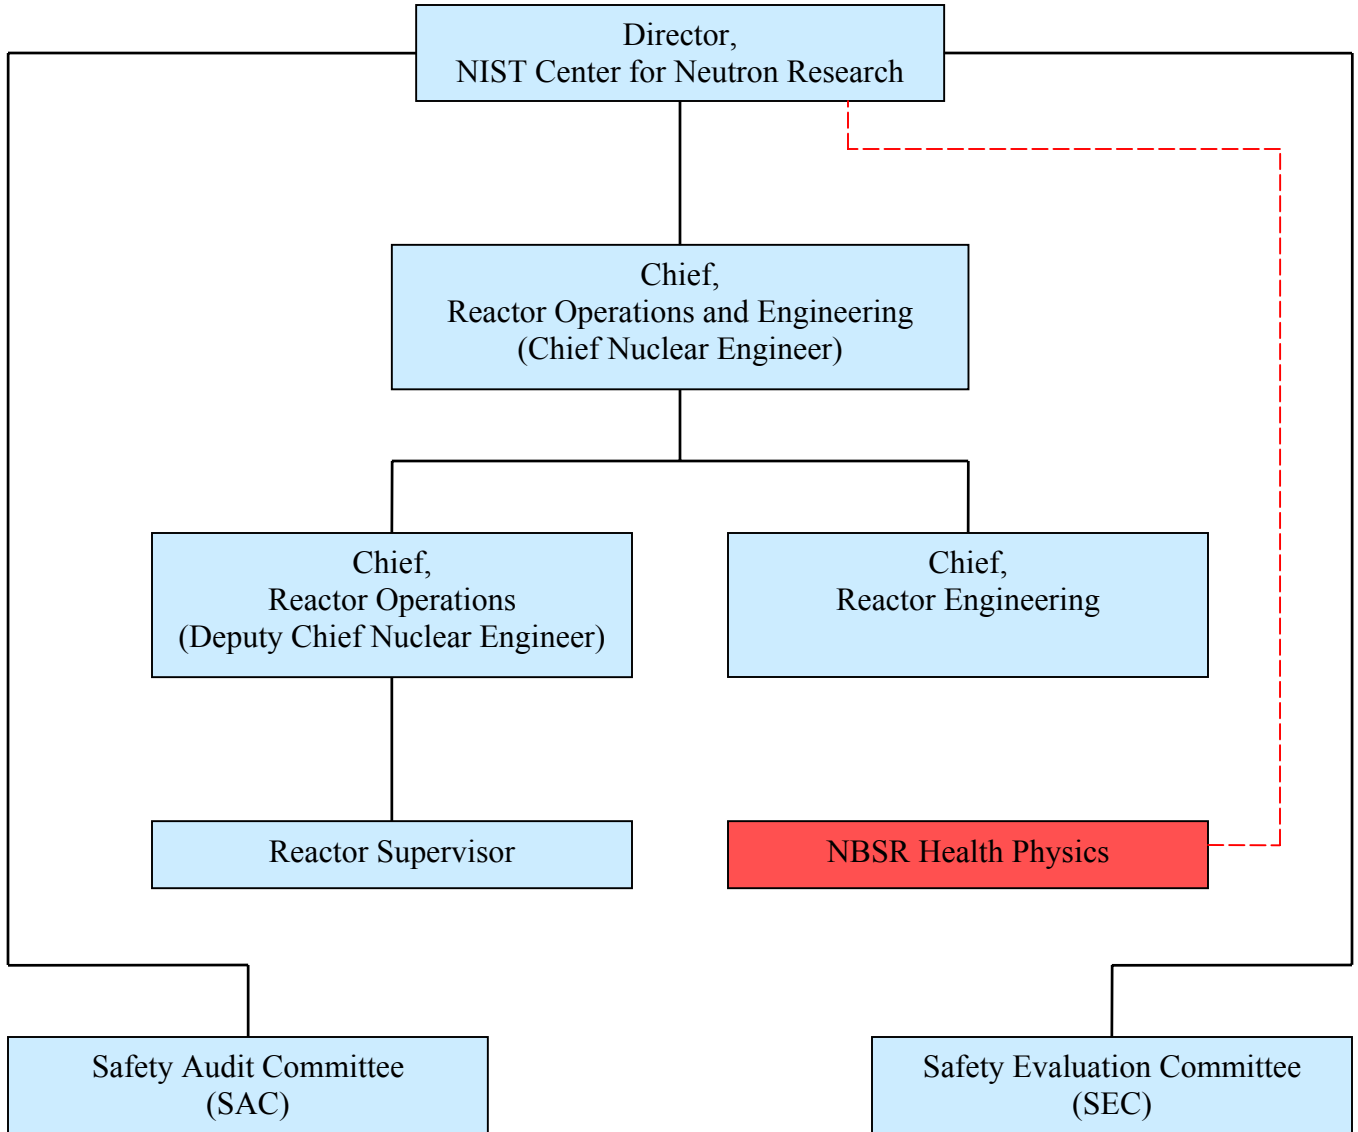 Director,
NIST Center for Neutron Research
Chief,
Reactor Operations and Engineering
(Chief Nuclear Engineer)
Chief,
Reactor Operations
(Deputy Chief Nuclear Engineer)
Chief,
Reactor Engineering
Reactor Supervisor
NBSR Health Physics
Safety Audit Committee
(SAC)
Safety Evaluation Committee
(SEC)